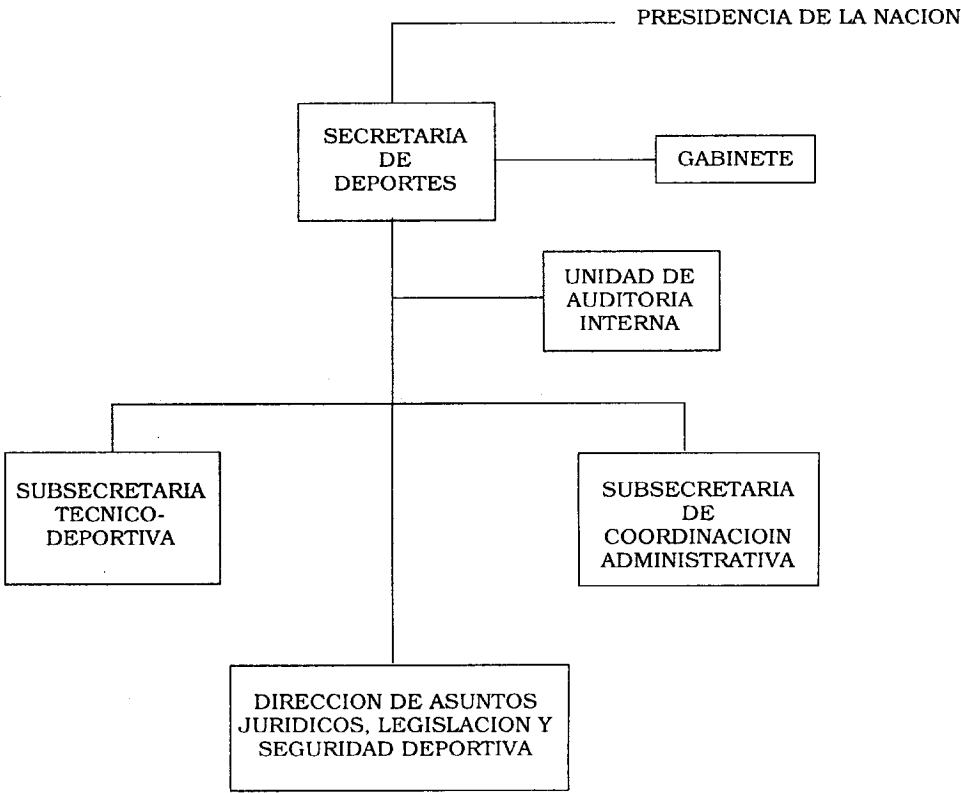 PRESIDENCIA DE LA NACION
SECRETARIA
DE
DEPORTES
GABINETE
UNIDAD DE
AUDITORIA
INTERNA
SUBSECRETARIA
TECNICO-
DEPORTIVA
SUBSECRETARIA
DE
COORDINACIOIN
ADMINISTRATIVA
DIRECCION DE ASUNTOS
JURIDICOS, LEGISLACION Y
SEGURIDAD DEPORTIVA